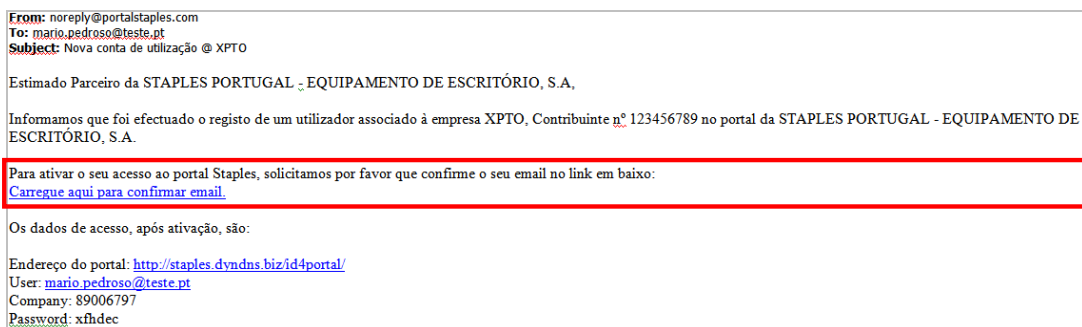 From: noreply@portalstaples.com
To: mario.pedroso@teste.pt
Subject: Nova conta de utilização @ XPTO
Estimado Parceiro da STAPLES PORTUGAL - EQUIPAMENTO DE ESCRITÓRIO, S.A,
Informamos que foi efectuado o registo de um utilizador associado à empresa XPTO, Contribuinte nº 123456789 no portal da STAPLES PORTUGAL - EQUIPAMENTO DE
ESCRITÓRIO, S.A.
Para ativar o seu acesso ao portal Staples, solicitamos por favor que confirme o seu email no link em baixo:
Carregue aqui para confirmar email.
Os dados de acesso, após ativação, são:
Endereço do portal: http://staples.dyndns.biz/id4portal/
User: mario.pedroso@teste.pt
Company: 89006797
Password: xfhdec